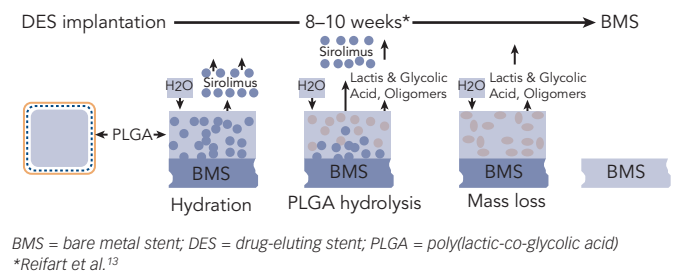 DES implantation 8–10 weeks* BMS
Sirolimus
H2O Sirolimus H2O Lactis & Glycolic Acid, Oligomers H2O Lactis & Glycolic Acid, Oligomers
PLGA
BMS BMS BMS BMS
Hydration PLGA hydrolysis Mass loss
BMS = bare metal stent; DES = drug-eluting stent; PLGA = poly(lactic-co-glycolic acid)
*Reifart et al.¹³